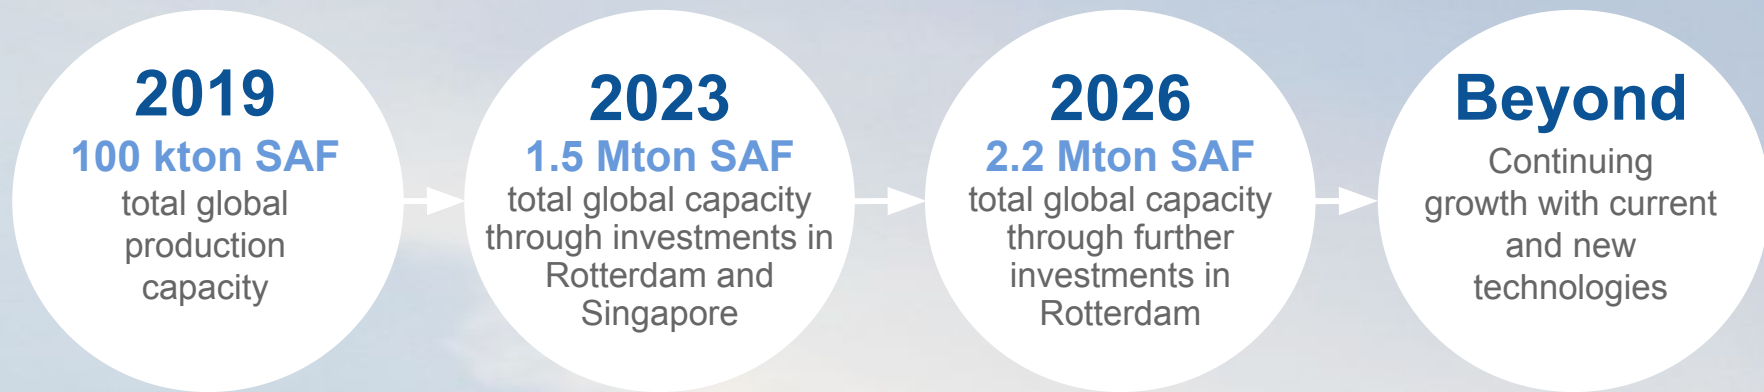 2019
100 kton SAF
total global
production
capacity
2023
1.5 Mton SAF
total global capacity
through investments in
Rotterdam and
Singapore
2026
2.2 Mton SAF
total global capacity
through further
investments in
Rotterdam
Beyond
Continuing
growth with current
and new
technologies